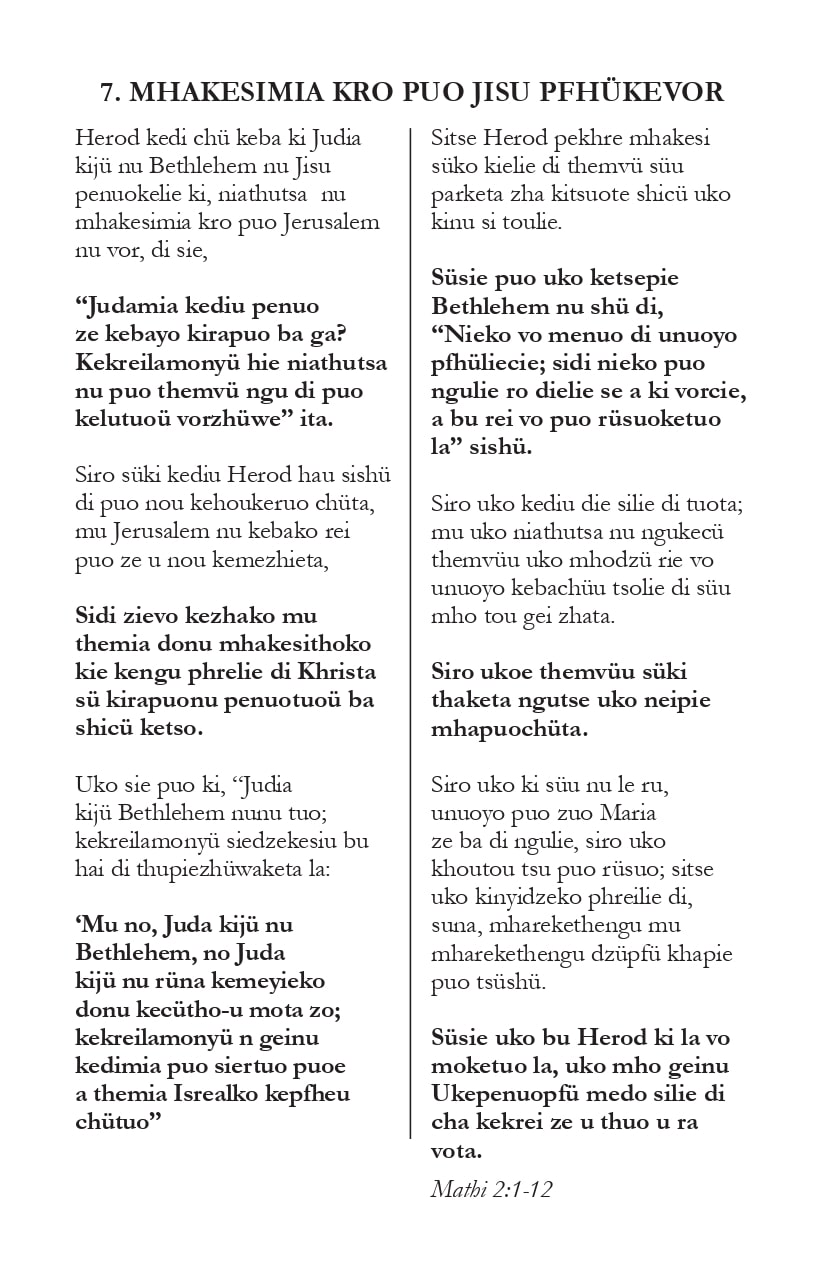 7. MHAKESIMIA KRO PUO JISU PFHÜKEVOR
Herod kedi chü keba ki Judia
kijü nu Bethlehem nu Jisu
penuokelie ki, niathutsa nu
mhakesimia kro puo Jerusalem
nu vor, di sie,
“Judamia kediu penuo
ze kebayo kirapuo ba ga?
Kekreilamonyü hie niathutsa
nu puo themvü ngu di puo
kelutuoü vorzhüwe” ita.
Siro süki kediu Herod hau sishü
di puo nou kehoukeruo chüta,
mu Jerusalem nu kebako rei
puo ze u nou kemezhieta,
Sidi zievo kezhako mu
themia donu mhakesithoko
kie kengu phrelie di Khrista
sü kirapuonu penuotuoü ba
shicü ketso.
Uko sie puo ki, “Judia
kijü Bethlehem nunu tuo;
kekreilamonyü siedzekesiu bu
hai di thupiezhüwaketa la:
‘Mu no, Juda kijü nu
Bethlehem, no Juda
kijü nu rüna kemeyieko
donu kecütho-u mota zo;
kekreilamonyü n geinu
kedimia puo siertuo puoe
a themia Isrealko kepfheu
chütuo”
Sitse Herod pekhre mhakesi
süko kielie di themvü süu
parketa zha kitsuote shicü uko
kinu si toulie.
Süsie puo uko ketsepie
Bethlehem nu shü di,
“Nieko vo menuo di unuoyo
pfhüliecie; sidi nieko puo
ngulie ro dielie se a ki vorcie,
a bu rei vo puo rüsuoketuo
la” sishü.
Siro uko kediu die silie di tuota;
mu uko niathutsa nu ngukecü
themvüu uko mhodzü rie vo
unuoyo kebachüu tsolie di süu
mho tou gei zhata.
Siro ukoe themvüu süki
thaketa ngutse uko neipie
mhapuochüta.
Siro uko ki süu nu le ru,
unuoyo puo zuo Maria
ze ba di ngulie, siro uko
khoutou tsu puo rüsuo; sitse
uko kinyidzeko phreilie di,
suna, mharekethengu mu
mharekethengu dzüpfü khapie
puo tsüshü.
Süsie uko bu Herod ki la vo
moketuo la, uko mho geinu
Ukepenuopfü medo silie di
cha kekrei ze u thuo u ra
vota.
Mathi 2:1-12